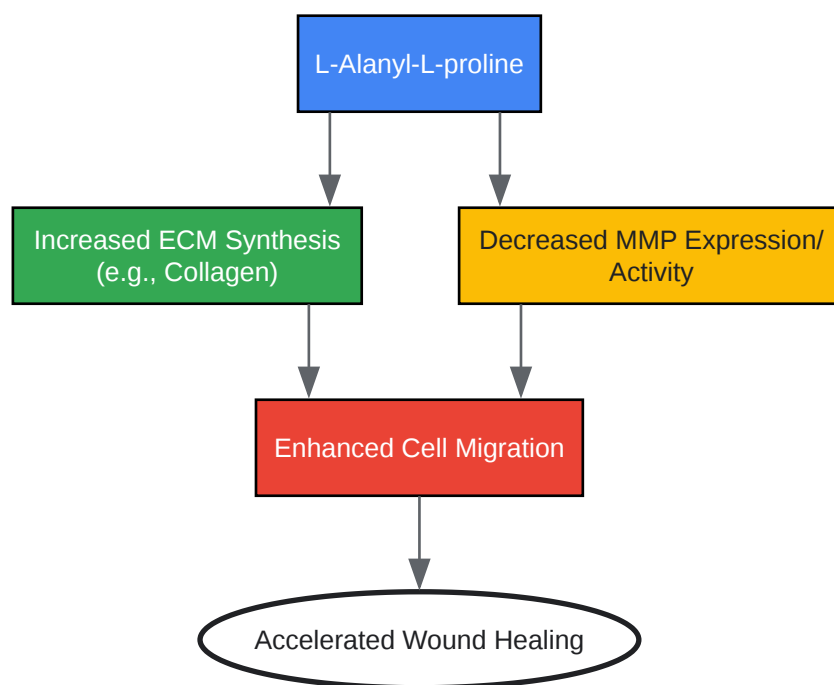 L-Alanyl-L-proline
Increased ECM Synthesis
(e.g., Collagen)
Decreased MMP Expression/
Activity
Enhanced Cell Migration
Accelerated Wound Healing